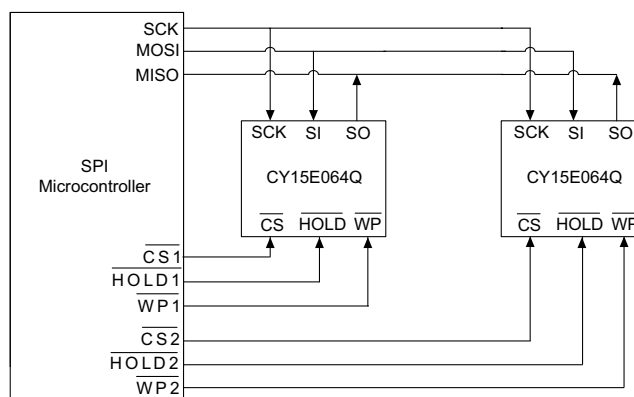 SCK
MOSI
MISO
SPI
Microcontroller
CS1
HOLD1
WP1
CS2
HOLD2
WP2
SCK SI SO
CY15E064Q
CS HOLD WP
SCK SI SO
CY15E064Q
CS HOLD WP